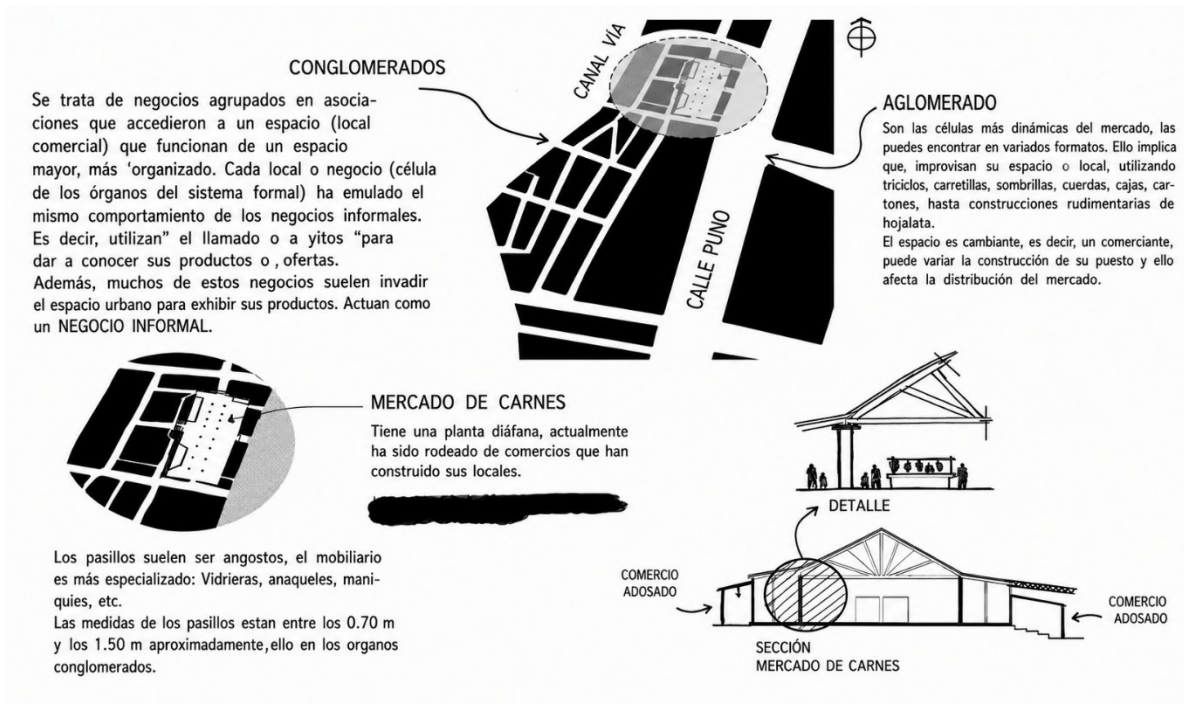 CONGLOMERADOS
Se trata de negocios agrupados en asocia-
ciones que accedieron a un espacio (local
comercial) que funcionan de un espacio
mayor, más ‘organizado. Cada local o negocio (célula
de los órganos del sistema formal) ha emulado el
mismo comportamiento de los negocios informales.
Es decir, utilizan” el llamado o a yitos “para
dar a conocer sus productos o , ofertas.
Además, muchos de estos negocios suelen invadir
el espacio urbano para exhibir sus productos. Actuan como
un NEGOCIO INFORMAL.
CANAL VÍA
CALLE PUNO
AGLOMERADO
Son las células más dinámicas del mercado, las
puedes encontrar en variados formatos. Ello implica
que, improvisan su espacio o local, utilizando
triciclos, carretillas, sombrillas, cuerdas, cajas, car-
tones, hasta construcciones rudimentarias de
hojalata.
El espacio es cambiante, es decir, un comerciante,
puede variar la construcción de su puesto y ello
afecta la distribución del mercado.
MERCADO DE CARNES
Tiene una planta diáfana, actualmente
ha sido rodeado de comercios que han
construido sus locales.
Los pasillos suelen ser angostos, el mobiliario
es más especializado: Vidrieras, anaqueles, mani-
quies, etc.
Las medidas de los pasillos estan entre los 0.70 m
y los 1.50 m aproximadamente,ello en los organos
conglomerados.
DETALLE
COMERCIO
ADOSADO
COMERCIO
ADOSADO
SECCIÓN
MERCADO DE CARNES